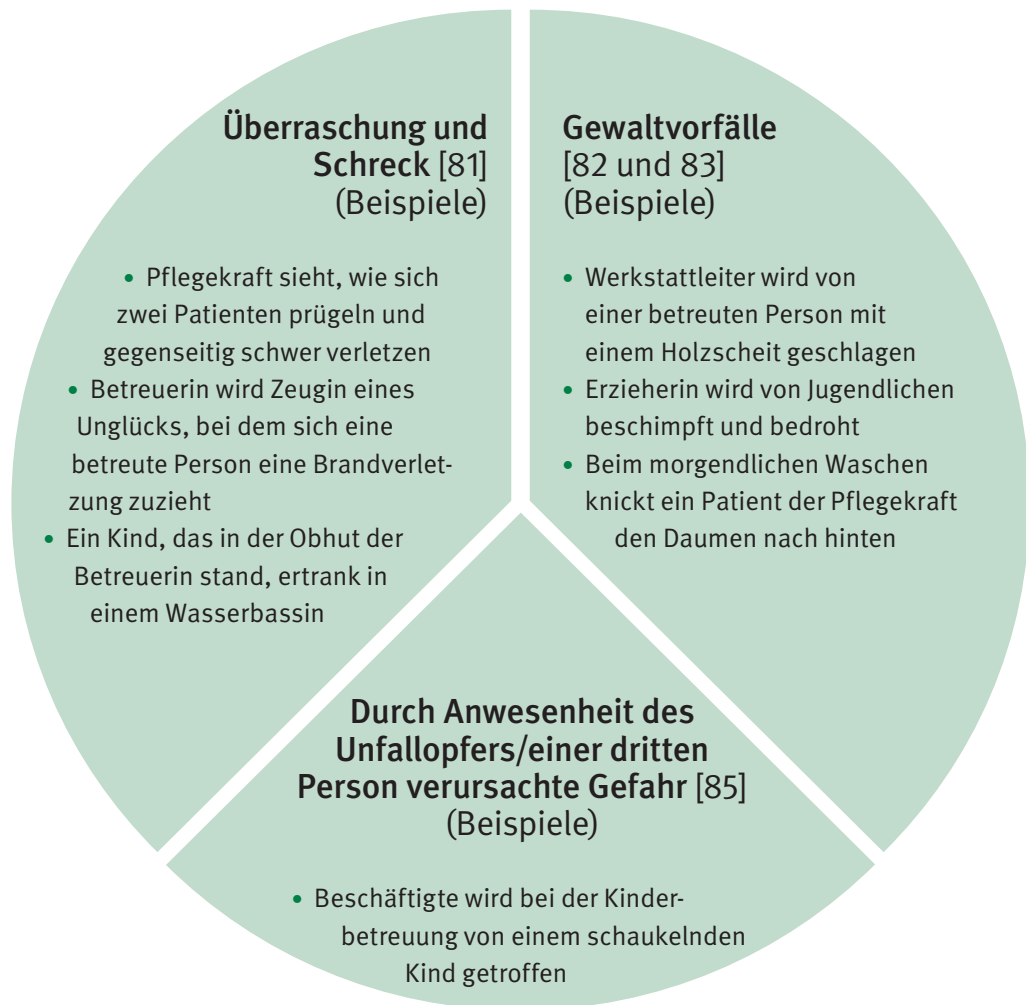 Überraschung und
Schreck [81]
(Beispiele)
• Pflegekraft sieht, wie sich
zwei Patienten prügeln und
gegenseitig schwer verletzen
• Betreuerin wird Zeugin eines
Unglücks, bei dem sich eine
betreute Person eine Brandverlet-
zung zuzieht
• Ein Kind, das in der Obhut der
Betreuerin stand, ertrank in
einem Wasserbassin
Gewaltvorfälle
[82 und 83]
(Beispiele)
• Werkstattleiter wird von
einer betreuten Person mit
einem Holzscheit geschlagen
• Erzieherin wird von Jugendlichen
beschimpft und bedroht
• Beim morgendlichen Waschen
knickt ein Patient der Pflegekraft
den Daumen nach hinten
Durch Anwesenheit des
Unfallopfers/einer dritten
Person verursachte Gefahr [85]
(Beispiele)
• Beschäftigte wird bei der Kinder-
betreuung von einem schaukelnden
Kind getroffen